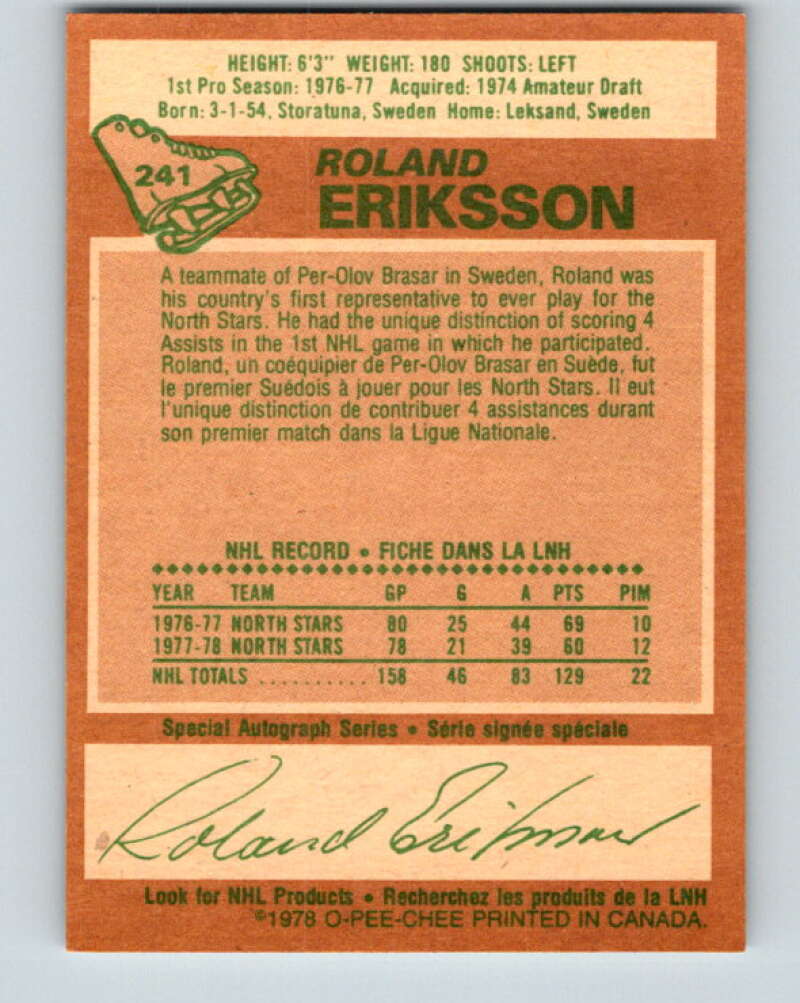 HEIGHT: 6'3" WEIGHT: 180 SHOOTS: LEFT
1st Pro Season: 1976-77 Acquired: 1974 Amateur Draft
Born: 3-1-54, Storatuna, Sweden Home: Leksand, Sweden
241
ROLAND
ERIKSSON
A teammate of Per-Olov Brasar in Sweden, Roland was
his country's first representative to ever play for the
North Stars. He had the unique distinction of scoring 4
Assists in the 1st NHL game in which he participated.
Roland, un coéquipier de Per-Olov Brasar en Suède, fut
le premier Suédois à jouer pour les North Stars. Il eut
l'unique distinction de contribuer 4 assistances durant
son premier match dans la Ligue Nationale.
NHL RECORD • FICHE DANS LA LNH
YEAR TEAM GP G A PTS PIM
1976-77 NORTH STARS 80 25 44 69 10
1977-78 NORTH STARS 78 21 39 60 12
NHL TOTALS .......... 158 46 83 129 22
Special Autograph Series • Série signée spéciale
Roland Eriksson
Look for NHL Products • Recherchez les produits de la LNH
©1978 O-PEE-CHEE PRINTED IN CANADA.